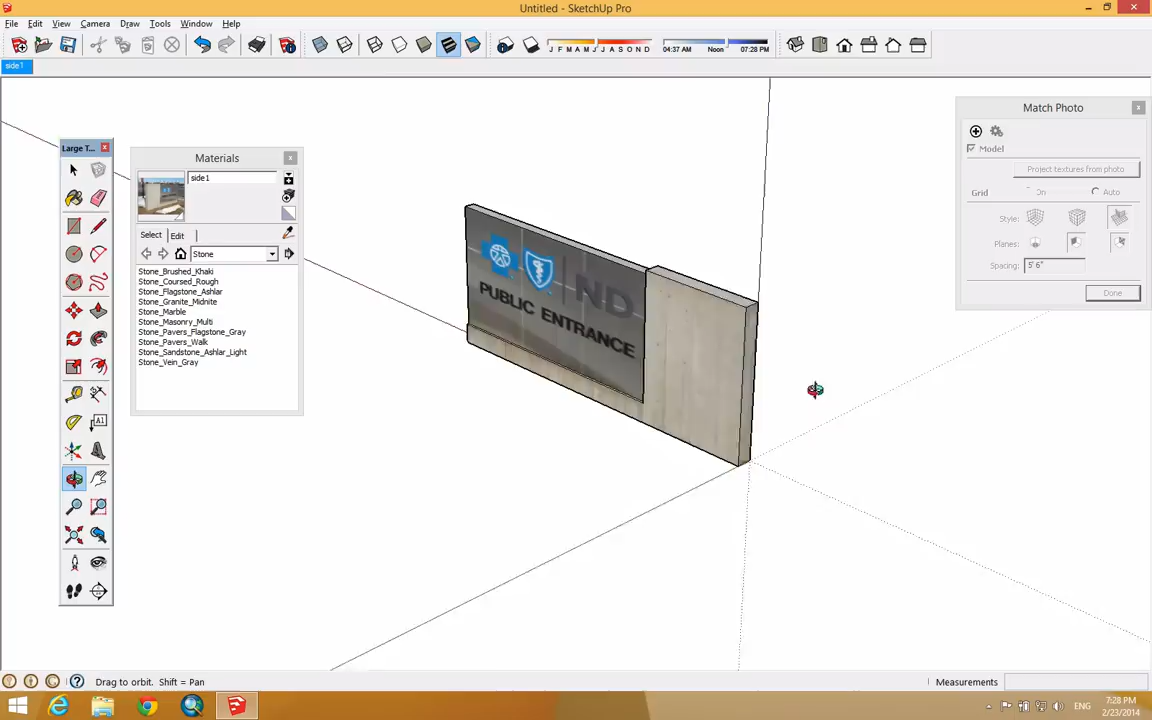 Untitled - SketchUp Pro
File Edit View Camera Draw Tools Window Help
J F M A M J J A S O N D
04:37 AM Noon 07:28 PM
side1
Large T...
Materials
side1
Select Edit
Stone
Stone_Brushed_Khaki
Stone_Coursed_Rough
Stone_Flagstone_Ashlar
Stone_Granite_Midnite
Stone_Marble
Stone_Masonry_Multi
Stone_Pavers_Flagstone_Gray
Stone_Pavers_Walk
Stone_Sandstone_Ashlar_Light
Stone_Vein_Gray
A1
ND
PUBLIC ENTRANCE
Match Photo
Model
Project textures from photo
Grid On Auto
Style:
Planes:
Spacing: 5' 6"
Done
Drag to orbit. Shift = Pan
Measurements
ENG
7:28 PM
2/23/2014